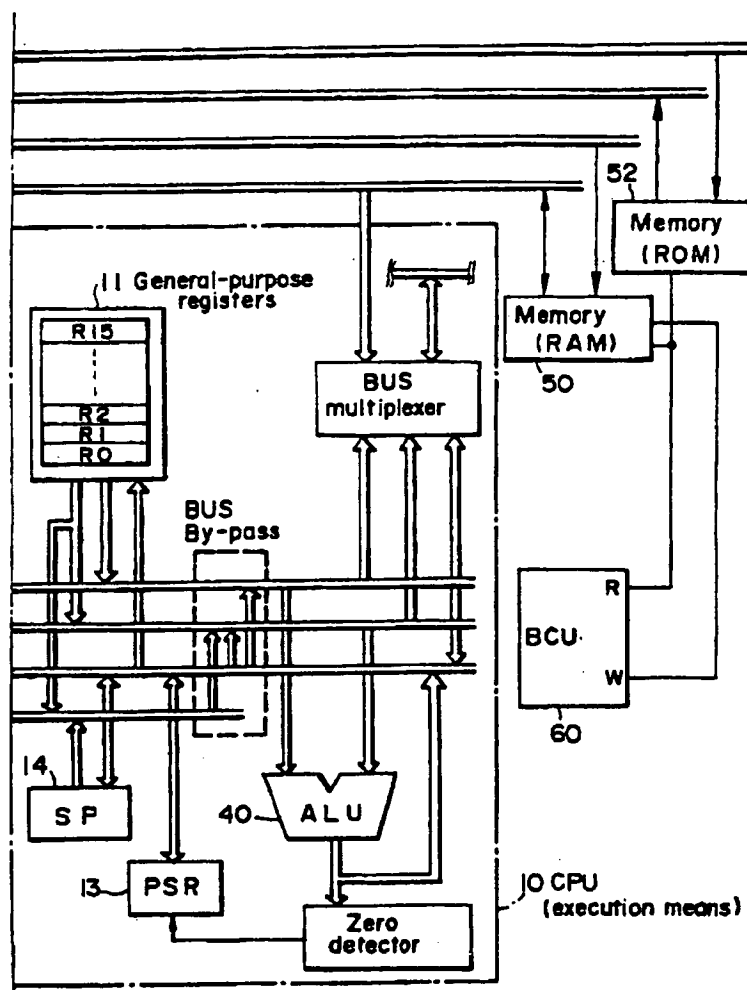 52
Memory
(ROM)
11 General-purpose
registers
R15
R2
R1
R0
Memory
(RAM)
50
BUS
multiplexer
BUS
By-pass
R
BCU
W
60
14
SP
40
ALU
13
PSR
10 CPU
(execution means)
Zero
detector